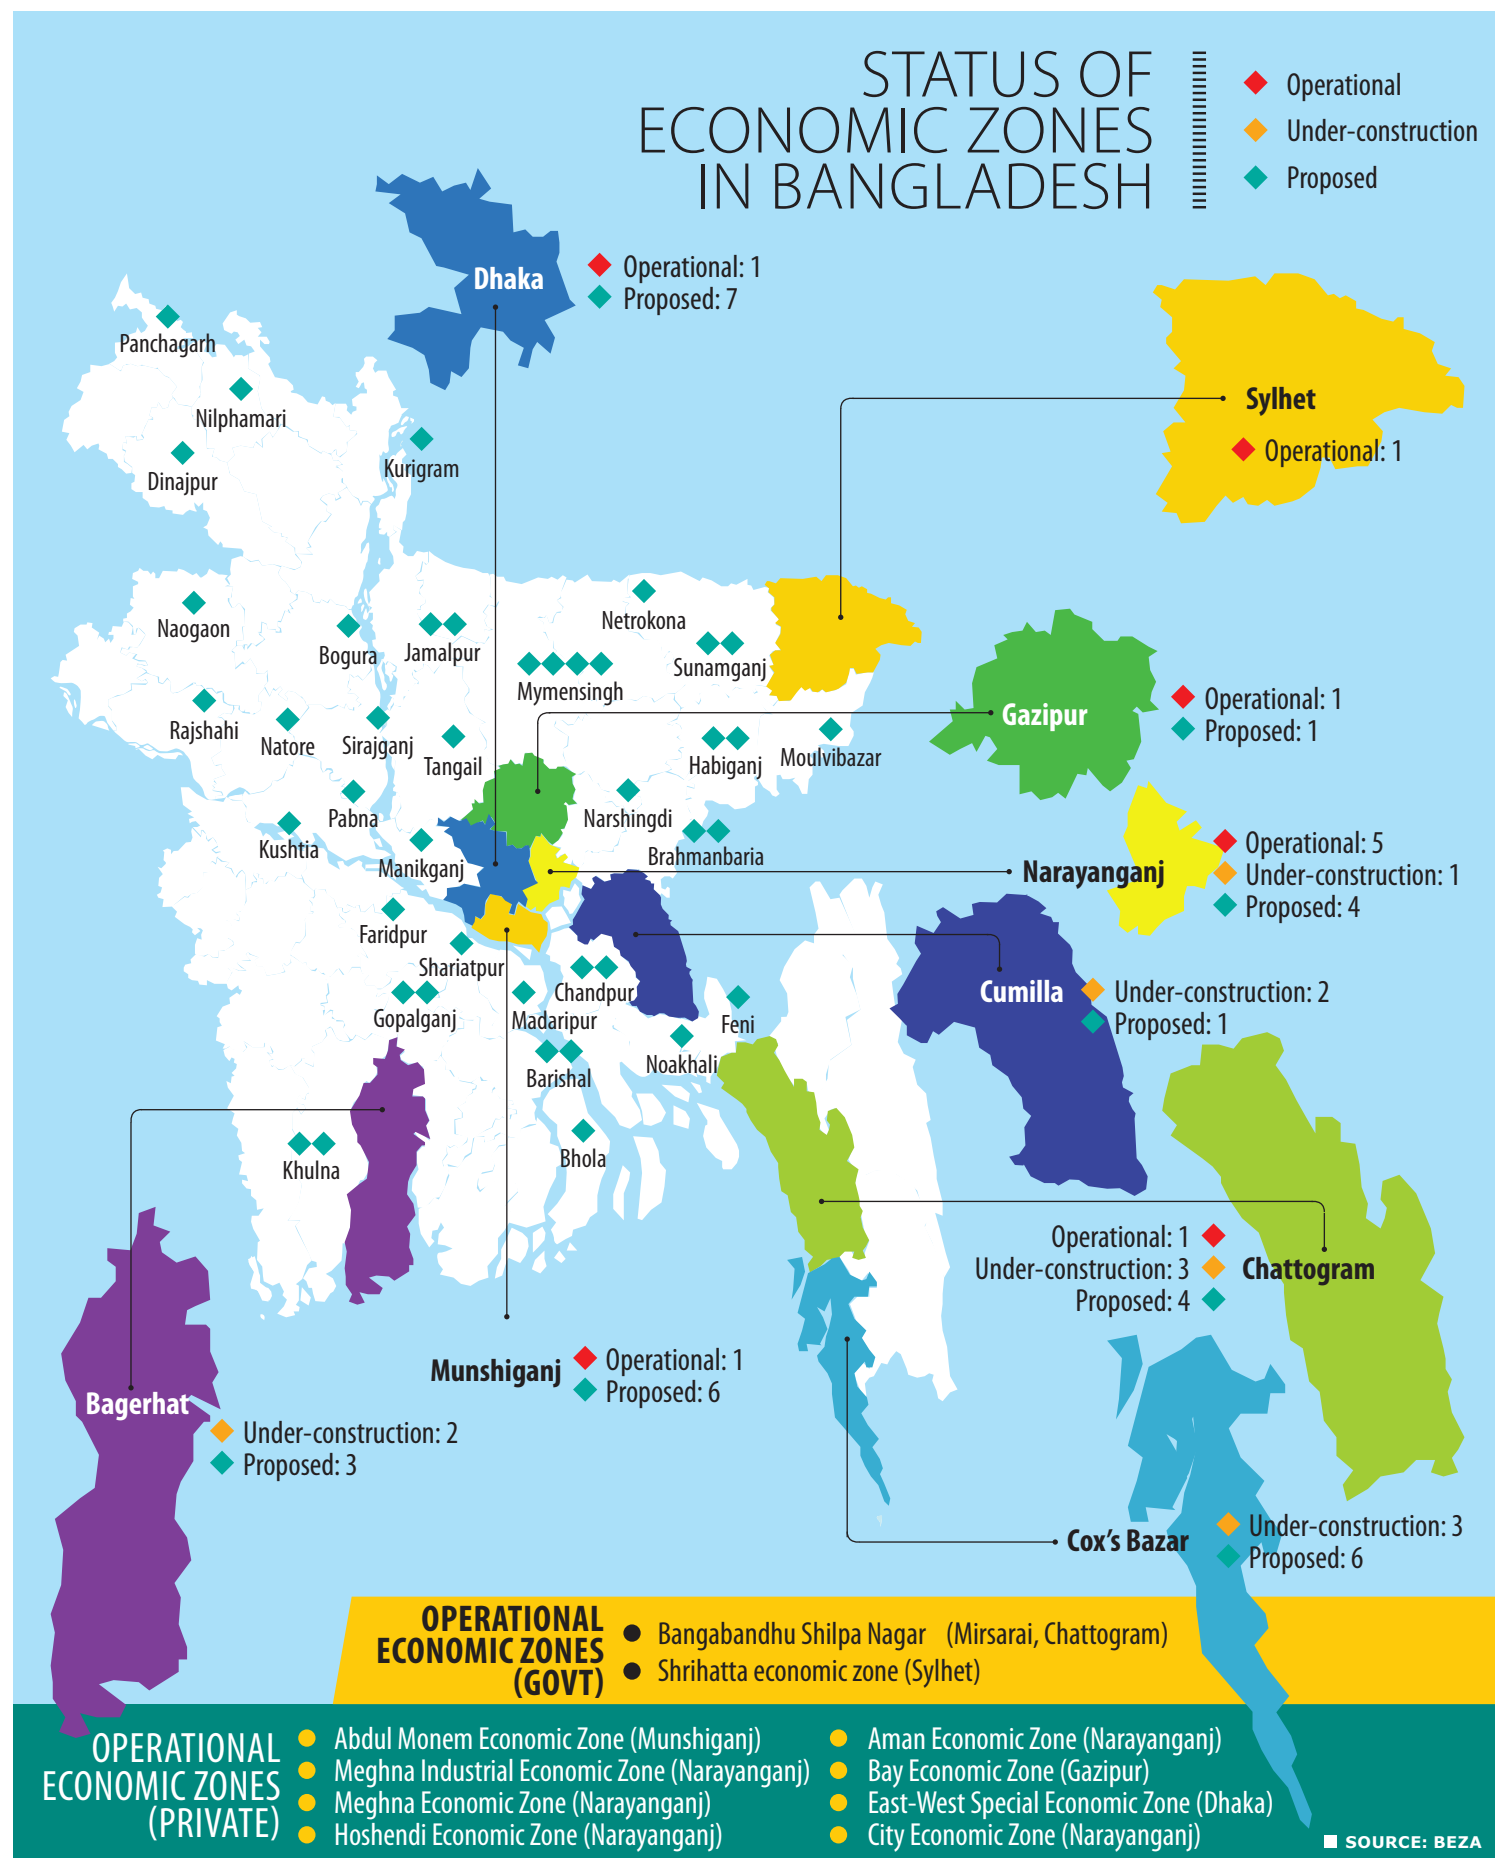 STATUS OF
ECONOMIC ZONES
IN BANGLADESH
Operational
Under-construction
Proposed
Dhaka
Operational: 1
Proposed: 7
Panchagarh
Nilphamari
Dinajpur
Kurigram
Sylhet
Operational: 1
Naogaon
Bogura
Jamalpur
Netrokona
Sunamganj
Mymensingh
Rajshahi
Natore
Sirajganj
Tangail
Habiganj
Moulvibazar
Gazipur
Operational: 1
Proposed: 1
Pabna
Kushtia
Manikganj
Narshingdi
Brahmanbaria
Narayanganj
Operational: 5
Under-construction: 1
Proposed: 4
Faridpur
Shariatpur
Gopalganj
Madaripur
Chandpur
Feni
Noakhali
Barishal
Bhola
Khulna
Cumilla
Under-construction: 2
Proposed: 1
Operational: 1
Under-construction: 3
Proposed: 4
Chattogram
Munshiganj
Operational: 1
Proposed: 6
Bagerhat
Under-construction: 2
Proposed: 3
Cox's Bazar
Under-construction: 3
Proposed: 6
OPERATIONAL
ECONOMIC ZONES
(GOVT)
Bangabandhu Shilpa Nagar (Mirsarai, Chattogram)
Shrihatta economic zone (Sylhet)
OPERATIONAL
ECONOMIC ZONES
(PRIVATE)
Abdul Monem Economic Zone (Munshiganj)
Meghna Industrial Economic Zone (Narayanganj)
Meghna Economic Zone (Narayanganj)
Hoshendi Economic Zone (Narayanganj)
Aman Economic Zone (Narayanganj)
Bay Economic Zone (Gazipur)
East-West Special Economic Zone (Dhaka)
City Economic Zone (Narayanganj)
SOURCE: BEZA